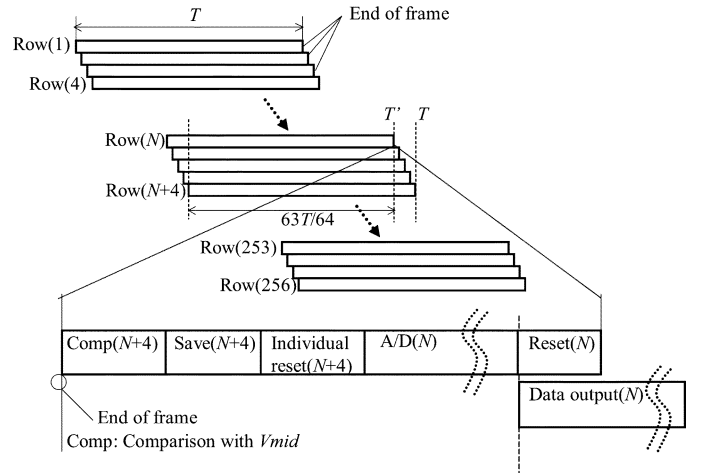 T
End of frame
Row(1)
Row(4)
T’ T
Row(N)
Row(N+4)
63T/64
Row(253)
Row(256)
Comp(N+4) Save(N+4) Individual reset(N+4) A/D(N) Reset(N)
Data output(N)
End of frame
Comp: Comparison with Vmid